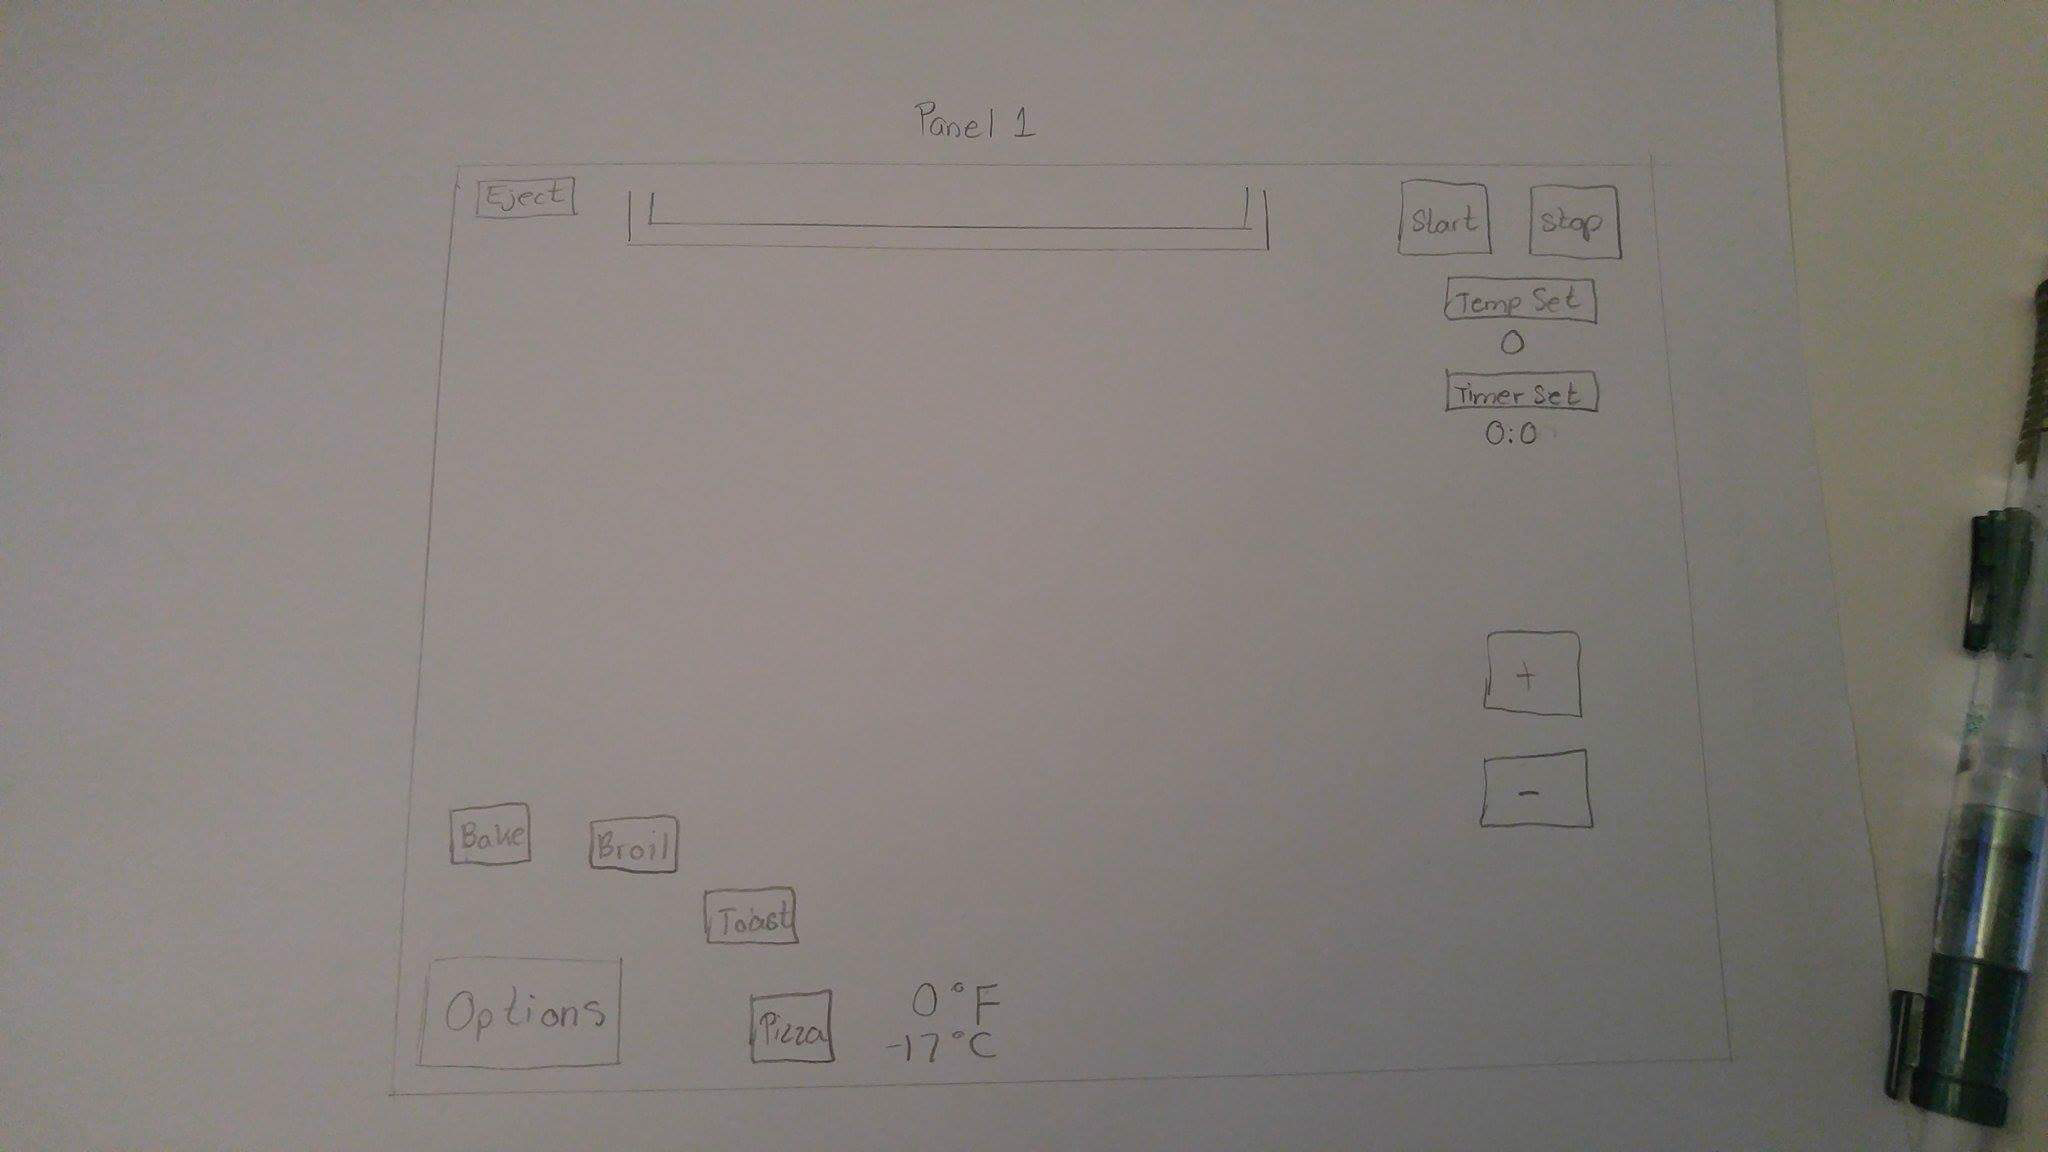 Panel 1
Eject
Start
Stop
Temp Set
0
Timer Set
0:0
+
-
Bake
Broil
Toast
Options
Pizza
0°F
-17°C